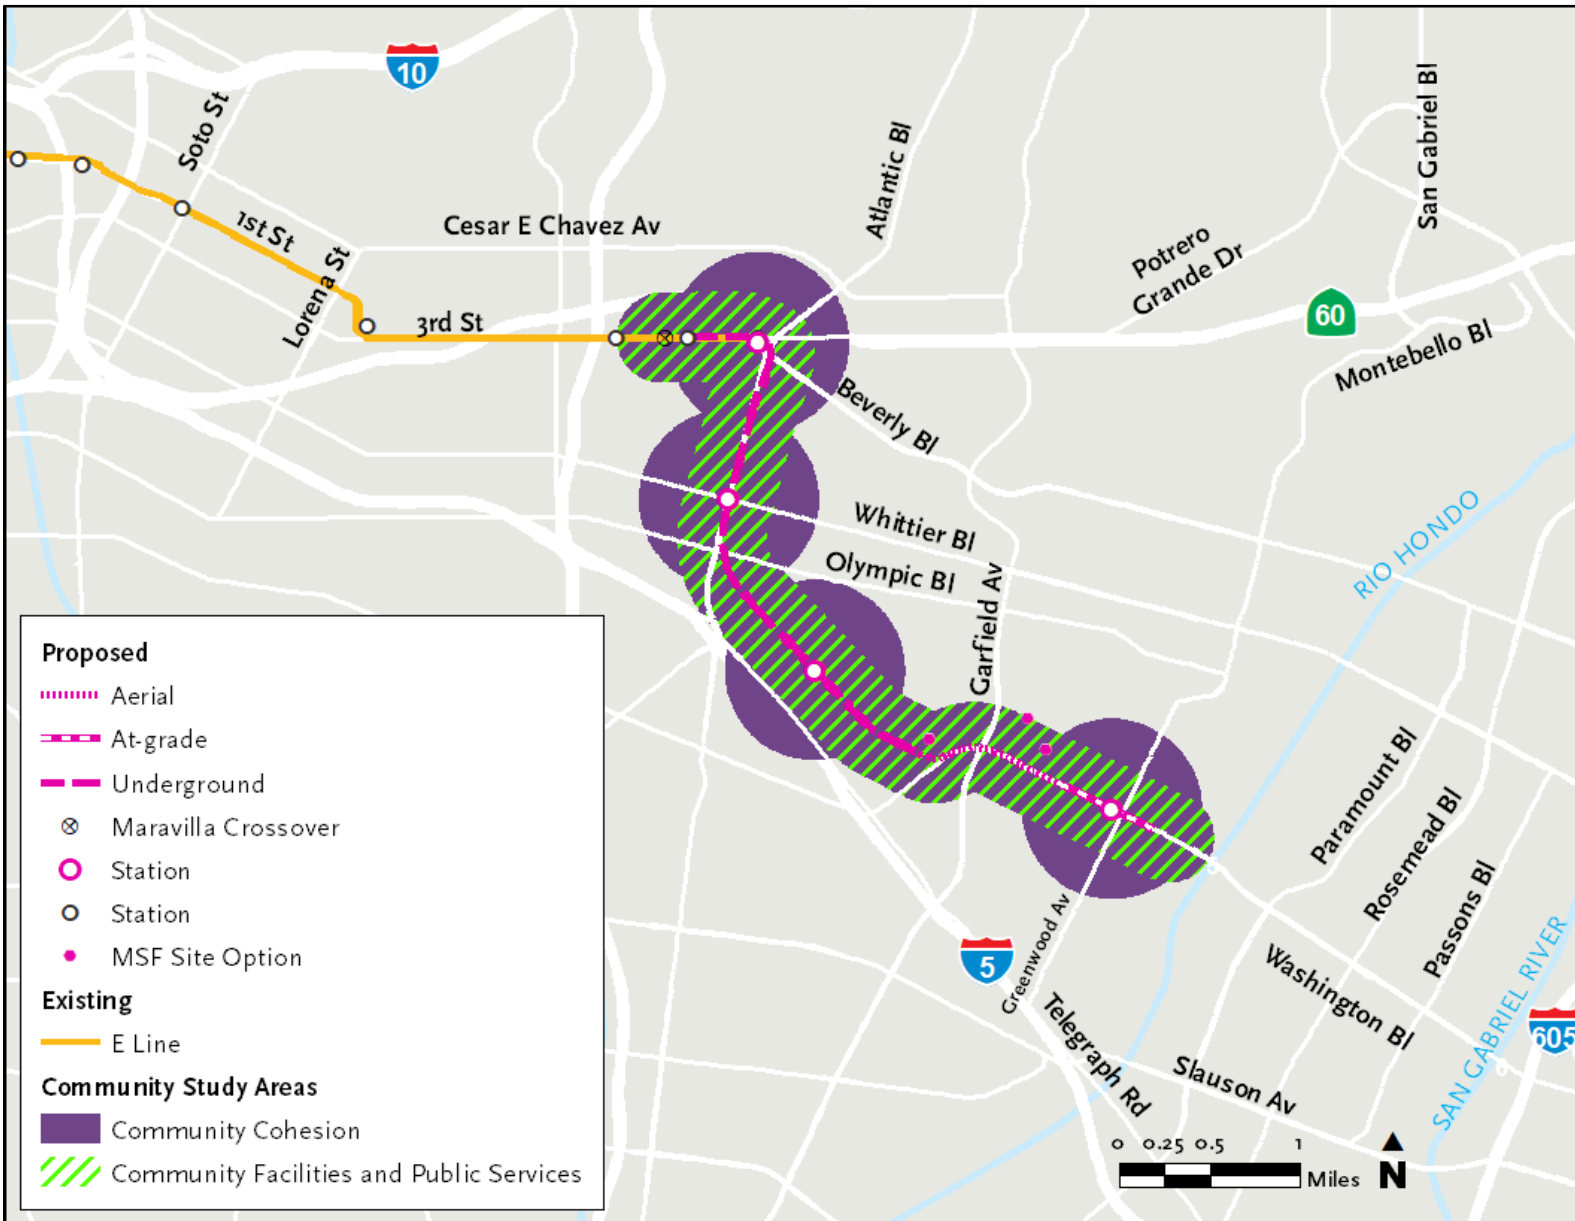 10
Soto St
San Gabriel Bl
Atlantic Bl
1st St
Cesar E Chavez Av
Potrero
Grande Dr
Lorena St
3rd St
60
Montebello Bl
Beverly Bl
Whittier Bl
RIO HONDO
Olympic Bl
Garfield Av
Proposed
Aerial
At-grade
Underground
Maravilla Crossover
Station
Station
MSF Site Option
Existing
E Line
Community Study Areas
Community Cohesion
Community Facilities and Public Services
Paramount Bl
Rosemead Bl
Passons Bl
5
Greenwood Av
Washington Bl
Telegraph Rd
SAN GABRIEL RIVER
605
Slauson Av
0 0.25 0.5 1
Miles
N